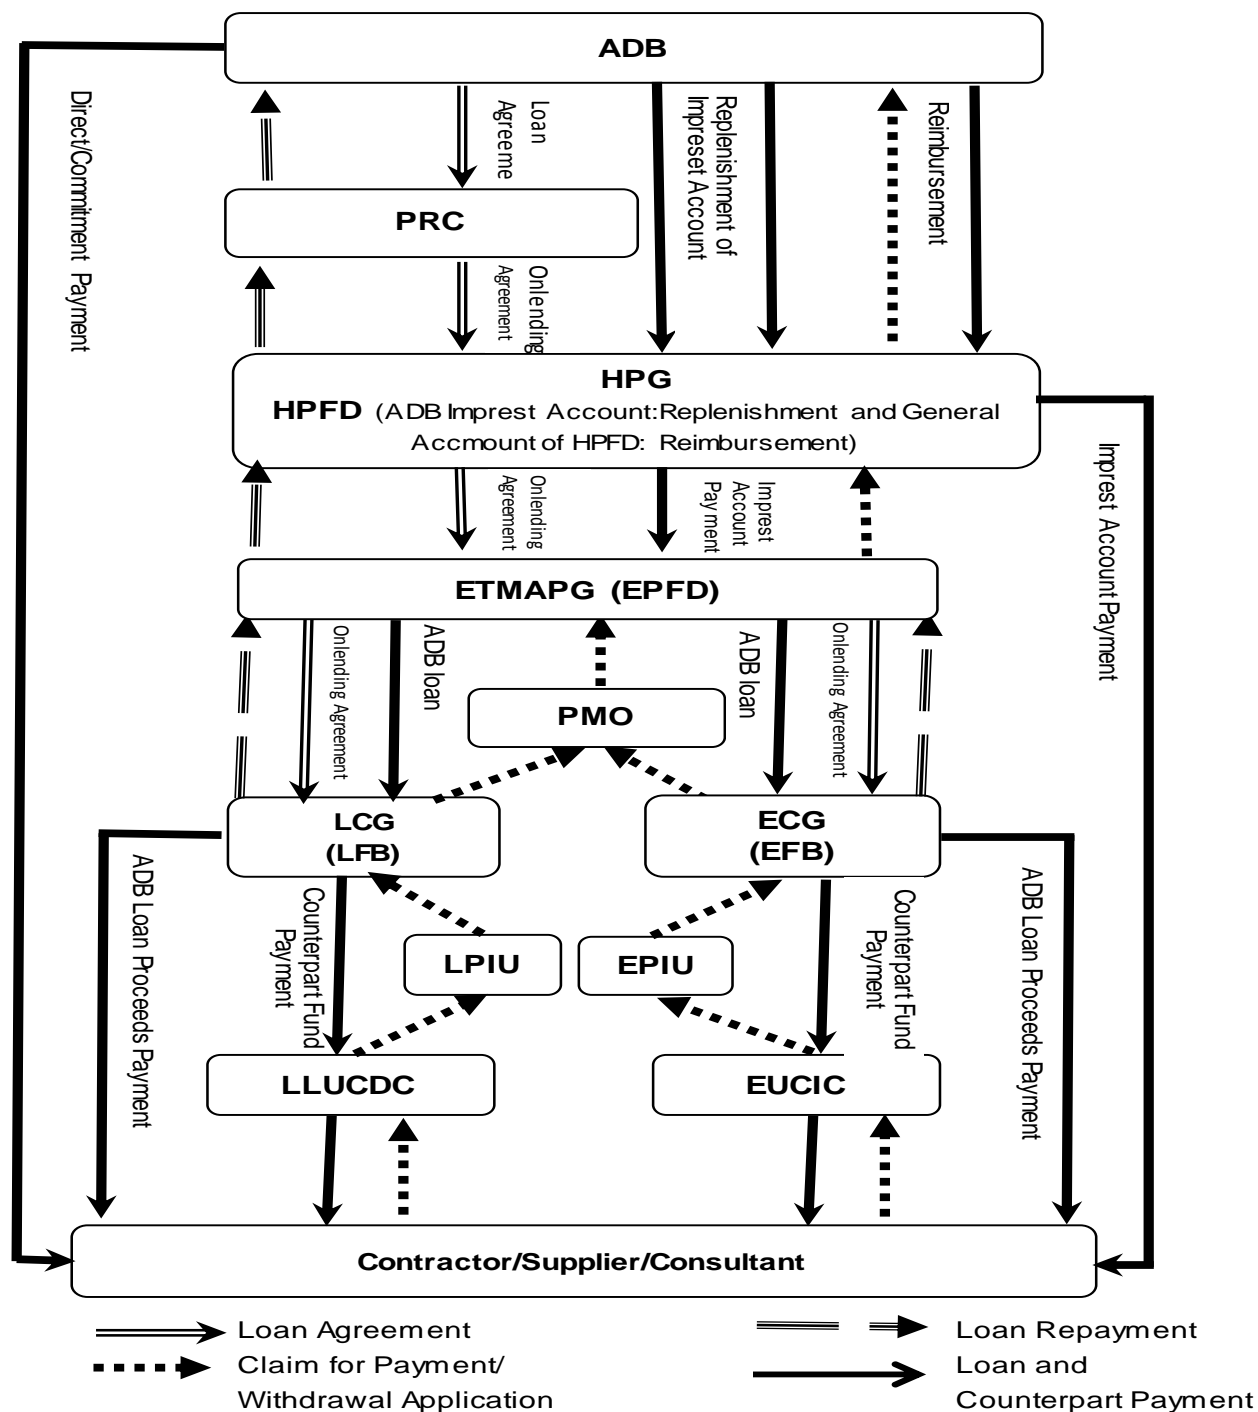 ADB
Direct/Commitment Payment
Loan
Agreeme
Replenishment of
Impreset Account
Reimbursement
PRC
Onlending
Agreement
HPG
HPFD (ADB Imprest Account:Replenishment and General
Accmount of HPFD: Reimbursement)
Onlending
Agreement
Imprest
Account
Payment
Imprest Account Payment
ETMAPG (EPFD)
Onlending Agreement
ADB loan
ADB loan
Onlending Agreement
PMO
LCG
(LFB)
ECG
(EFB)
ADB Loan Proceeds Payment
Counterpart Fund
Payment
LPIU
EPIU
Counterpart Fund
Payment
ADB Loan Proceeds Payment
LLUCDC
EUCIC
Contractor/Supplier/Consultant
Loan Agreement
Loan Repayment
Claim for Payment/
Withdrawal Application
Loan and
Counterpart Payment